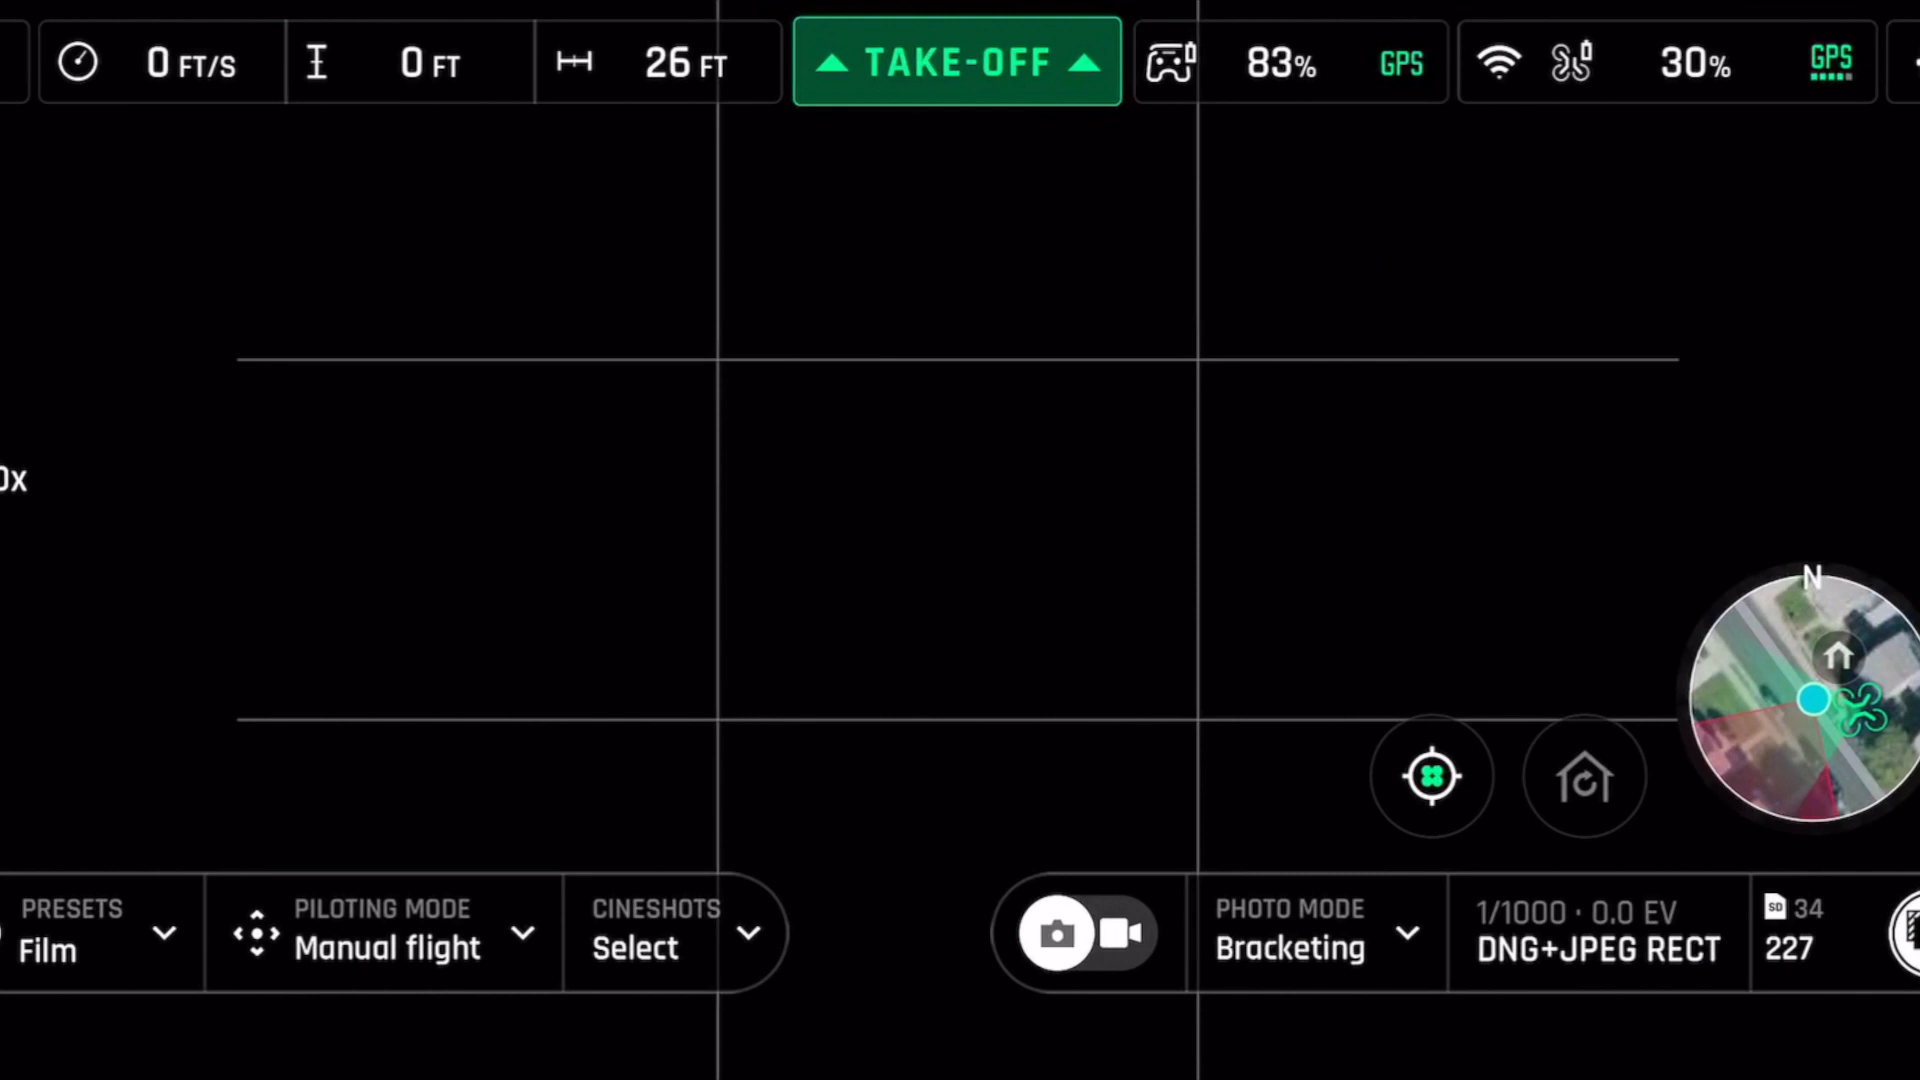 0 FT/S
0 FT
26 FT
TAKE-OFF
83%
GPS
30%
GPS
0x
N
PRESETS
Film
PILOTING MODE
Manual flight
CINESHOTS
Select
PHOTO MODE
Bracketing
1/1000 · 0.0 EV
DNG+JPEG RECT
SD 34
227